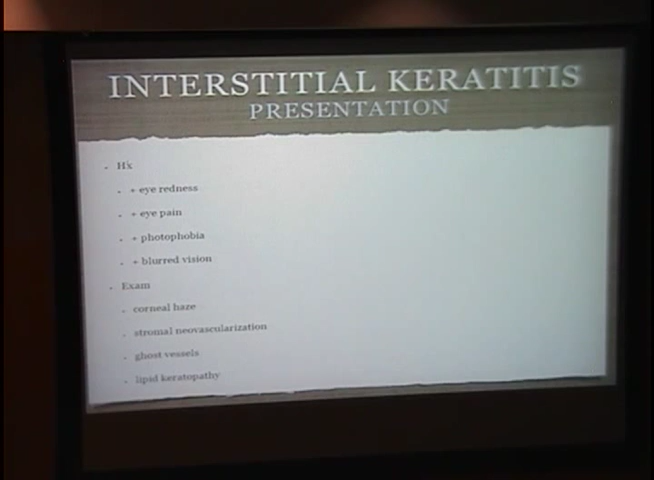 INTERSTITIAL KERATITIS
PRESENTATION
Hx
+ eye redness
+ eye pain
+ photophobia
+ blurred vision
Exam
corneal haze
stromal neovascularization
ghost vessels
lipid keratopathy